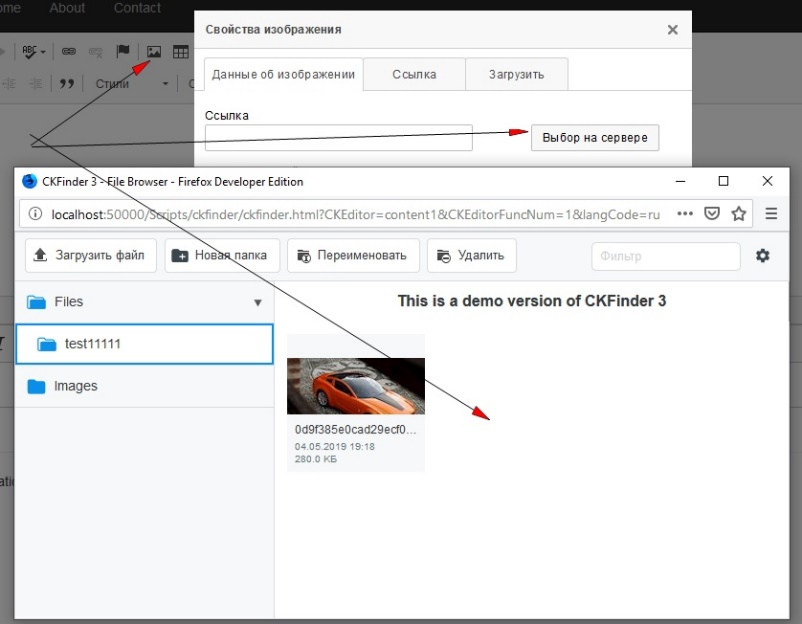 ome About Contact
Свойства изображения
ABC
Данные об изображении Ссылка Загрузить
Стили
Ссылка
Выбор на сервере
CKFinder 3 - File Browser - Firefox Developer Edition
localhost:50000/Scripts/ckfinder/ckfinder.html?CKEditor=content1&CKEditorFuncNum=1&langCode=ru
Загрузить файл Новая папка Переименовать Удалить Фильтр
Files
This is a demo version of CKFinder 3
test11111
Images
0d9f385e0cad29ecf0...
04.05.2019 19:18
280.0 КБ